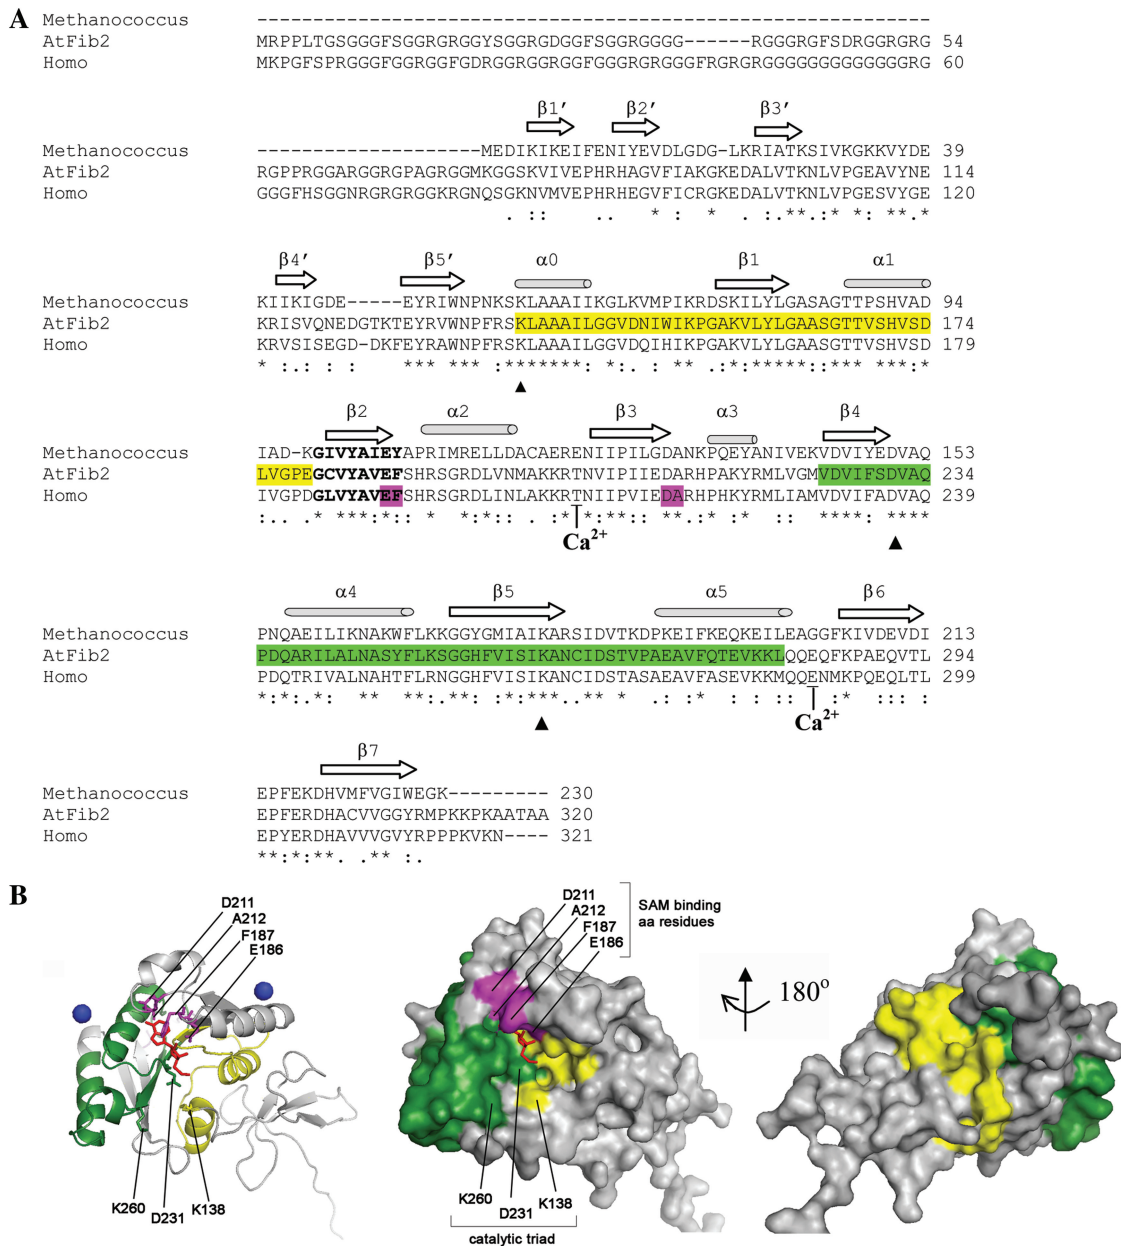 A
Methanococcus ------------------------------------------------------------
AtFib2 MRPPLTGSGGGFSGGRGRGGYSGGRGDGGFSGGRGGGG------RGGGRGFSDRGGRGRG 54
Homo MKPGFSPRGGGFGGRGGFGDRGGRGGRGGFGGGRGRGGGFRGRGRGGGGGGGGGGGGGRG 60
β1′ β2′ β3′
Methanococcus --------------------MEDIKIKEIFENIYEVDLGDG-LKRIATKSIVKGKKVYDE 39
AtFib2 RGPPRGGARGGRGPAGRGGMKGGSKVIVEPHRHAGVFIAKGKEDALVTKNLVPGEAVYNE 114
Homo GGGFHSGGNRGRGRGGKRGNQSGKNVMVEPHRHEGVFICRGKEDALVTKNLVPGESVYGE 120
. :: .. * : * .:.**.* *: **.*
β4′ β5′ α0 β1 α1
Methanococcus KIIKIGDE-----EYRIWNPNKSKLAAAIIKGLKVMPIKRDSKILYLGASAGTTPSHVAD 94
AtFib2 KRISVQNEDGTKTEYRVWNPFRSKLAAAILGGVDNIWIKPGAKVLYLGAASGTTVSHVSD 174
Homo KRVSISEGD-DKFEYRAWNPFRSKLAAAILGGVDQIHIKPGAKVLYLGAASGTTVSHVSD 179
* :.: : *** *** :*******: *:. : ** .:*:*****::*** ***:*
▲
β2 α2 β3 α3 β4
Methanococcus IAD-KGIVYAIEYAPRIMRELLDACAERENIIPILGDANKPQEYANIVEKVDVIYEDVAQ 153
AtFib2 LVGPEGCVYAVEFSHRSGRDLVNMAKKRTNVIPIIEDARHPAKYRMLVGMVDVIFSDVAQ 234
Homo IVGPDGLVYAVEFSHRSGRDLINLAKKRTNIIPVIEDARHPHKYRMLIAMVDVIFADVAQ 239
:.. .* ***:*:: * *:*:: . :* *:**:: **.:* :* :: ****: ****
Ca2+ ▲
α4 β5 α5 β6
Methanococcus PNQAEILIKNAKWFLKKGGYGMIAIKARSIDVTKDPKEIFKEQKEILEAGGFKIVDEVDI 213
AtFib2 PDQARILALNASYFLKSGGHFVISIKANCIDSTVPAEAVFQTEVKKLQQEQFKPAEQVTL 294
Homo PDQTRIVALNAHTFLRNGGHFVISIKANCIDSTASAEAVFASEVKKMQQENMKPQEQLTL 299
*:*:.*: ** **:.**: :*:***..** * .: :* : : :: :* ::: :
▲ Ca2+
β7
Methanococcus EPFEKDHVMFVGIWEGK--------- 230
AtFib2 EPFERDHACVVGGYRMPKKPKAATAA 320
Homo EPYERDHAVVVGVYRPPPKVKN---- 321
**:*:**. .** :.
B
D211
A212
F187
E186
K260
D231
K138
D211
A212
F187
E186
SAM binding
aa residues
K260
D231
K138
catalytic triad
180o